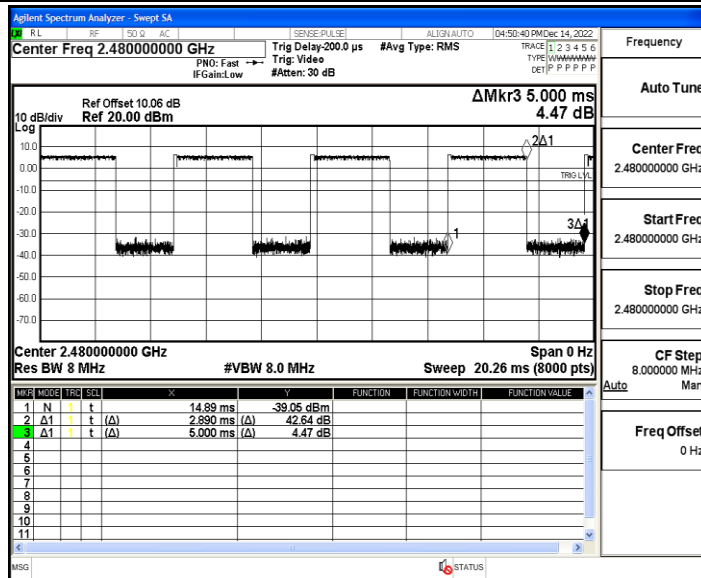 Agilent Spectrum Analyzer - Swept SA
RL RF 50 Ω AC SENSE:PULSE ALIGN AUTO 04:50:40 PM Dec 14, 2022
Center Freq 2.480000000 GHz
PNO: Fast
IFGain:Low
Trig Delay-200.0 µs
Trig: Video
#Atten: 30 dB
#Avg Type: RMS
TRACE 1 2 3 4 5 6
TYPE
DET P P P P P P
Ref Offset 10.06 dB
Ref 20.00 dBm
10 dB/div
Log
ΔMkr3 5.000 ms
4.47 dB
10.0
0.00
-10.0
-20.0
-30.0
-40.0
-50.0
-60.0
-70.0
2Δ1
TRIG LVL
1
3Δ1
Center 2.480000000 GHz Span 0 Hz
Res BW 8 MHz #VBW 8.0 MHz Sweep 20.26 ms (8000 pts)
MKR MODE TRC SCL X Y FUNCTION FUNCTION WIDTH FUNCTION VALUE
1 N 1 t 14.89 ms -39.05 dBm
2 Δ1 1 t (Δ) 2.890 ms (Δ) 42.64 dB
3 Δ1 1 t (Δ) 5.000 ms (Δ) 4.47 dB
4
5
6
7
8
9
10
11
MSG STATUS
Frequency
Auto Tune
Center Freq
2.480000000 GHz
Start Freq
2.480000000 GHz
Stop Freq
2.480000000 GHz
CF Step
8.000000 MHz
Auto Man
Freq Offset
0 Hz